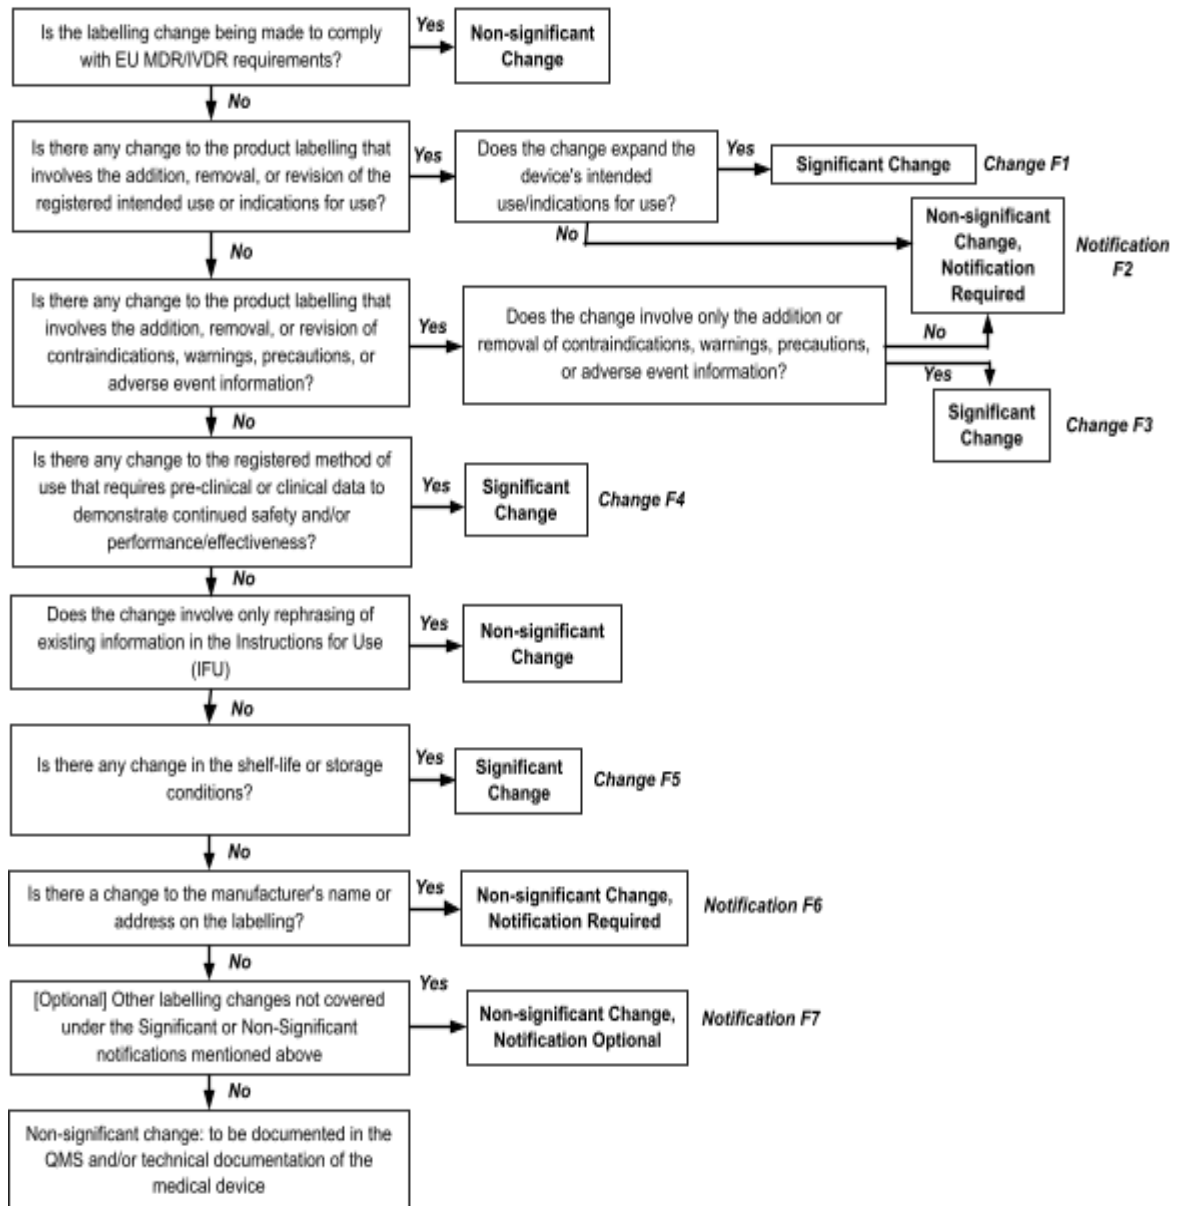 Is the labelling change being made to comply
with EU MDR/IVDR requirements?
Yes
Non-significant
Change
No
Is there any change to the product labelling that
involves the addition, removal, or revision of the
registered intended use or indications for use?
Yes
Does the change expand the
device's intended
use/indications for use?
Yes
Significant Change
Change F1
No
Non-significant
Change,
Notification
Required
Notification
F2
No
Is there any change to the product labelling that
involves the addition, removal, or revision of
contraindications, warnings, precautions, or
adverse event information?
Yes
Does the change involve only the addition or
removal of contraindications, warnings, precautions,
or adverse event information?
No
Yes
Significant
Change
Change F3
No
Is there any change to the registered method of
use that requires pre-clinical or clinical data to
demonstrate continued safety and/or
performance/effectiveness?
Yes
Significant
Change
Change F4
No
Does the change involve only rephrasing of
existing information in the Instructions for Use
(IFU)
Yes
Non-significant
Change
No
Is there any change in the shelf-life or storage
conditions?
Yes
Significant
Change
Change F5
No
Is there a change to the manufacturer's name or
address on the labelling?
Yes
Non-significant Change,
Notification Required
Notification F6
No
[Optional] Other labelling changes not covered
under the Significant or Non-Significant
notifications mentioned above
Yes
Non-significant Change,
Notification Optional
Notification F7
No
Non-significant change: to be documented in the
QMS and/or technical documentation of the
medical device